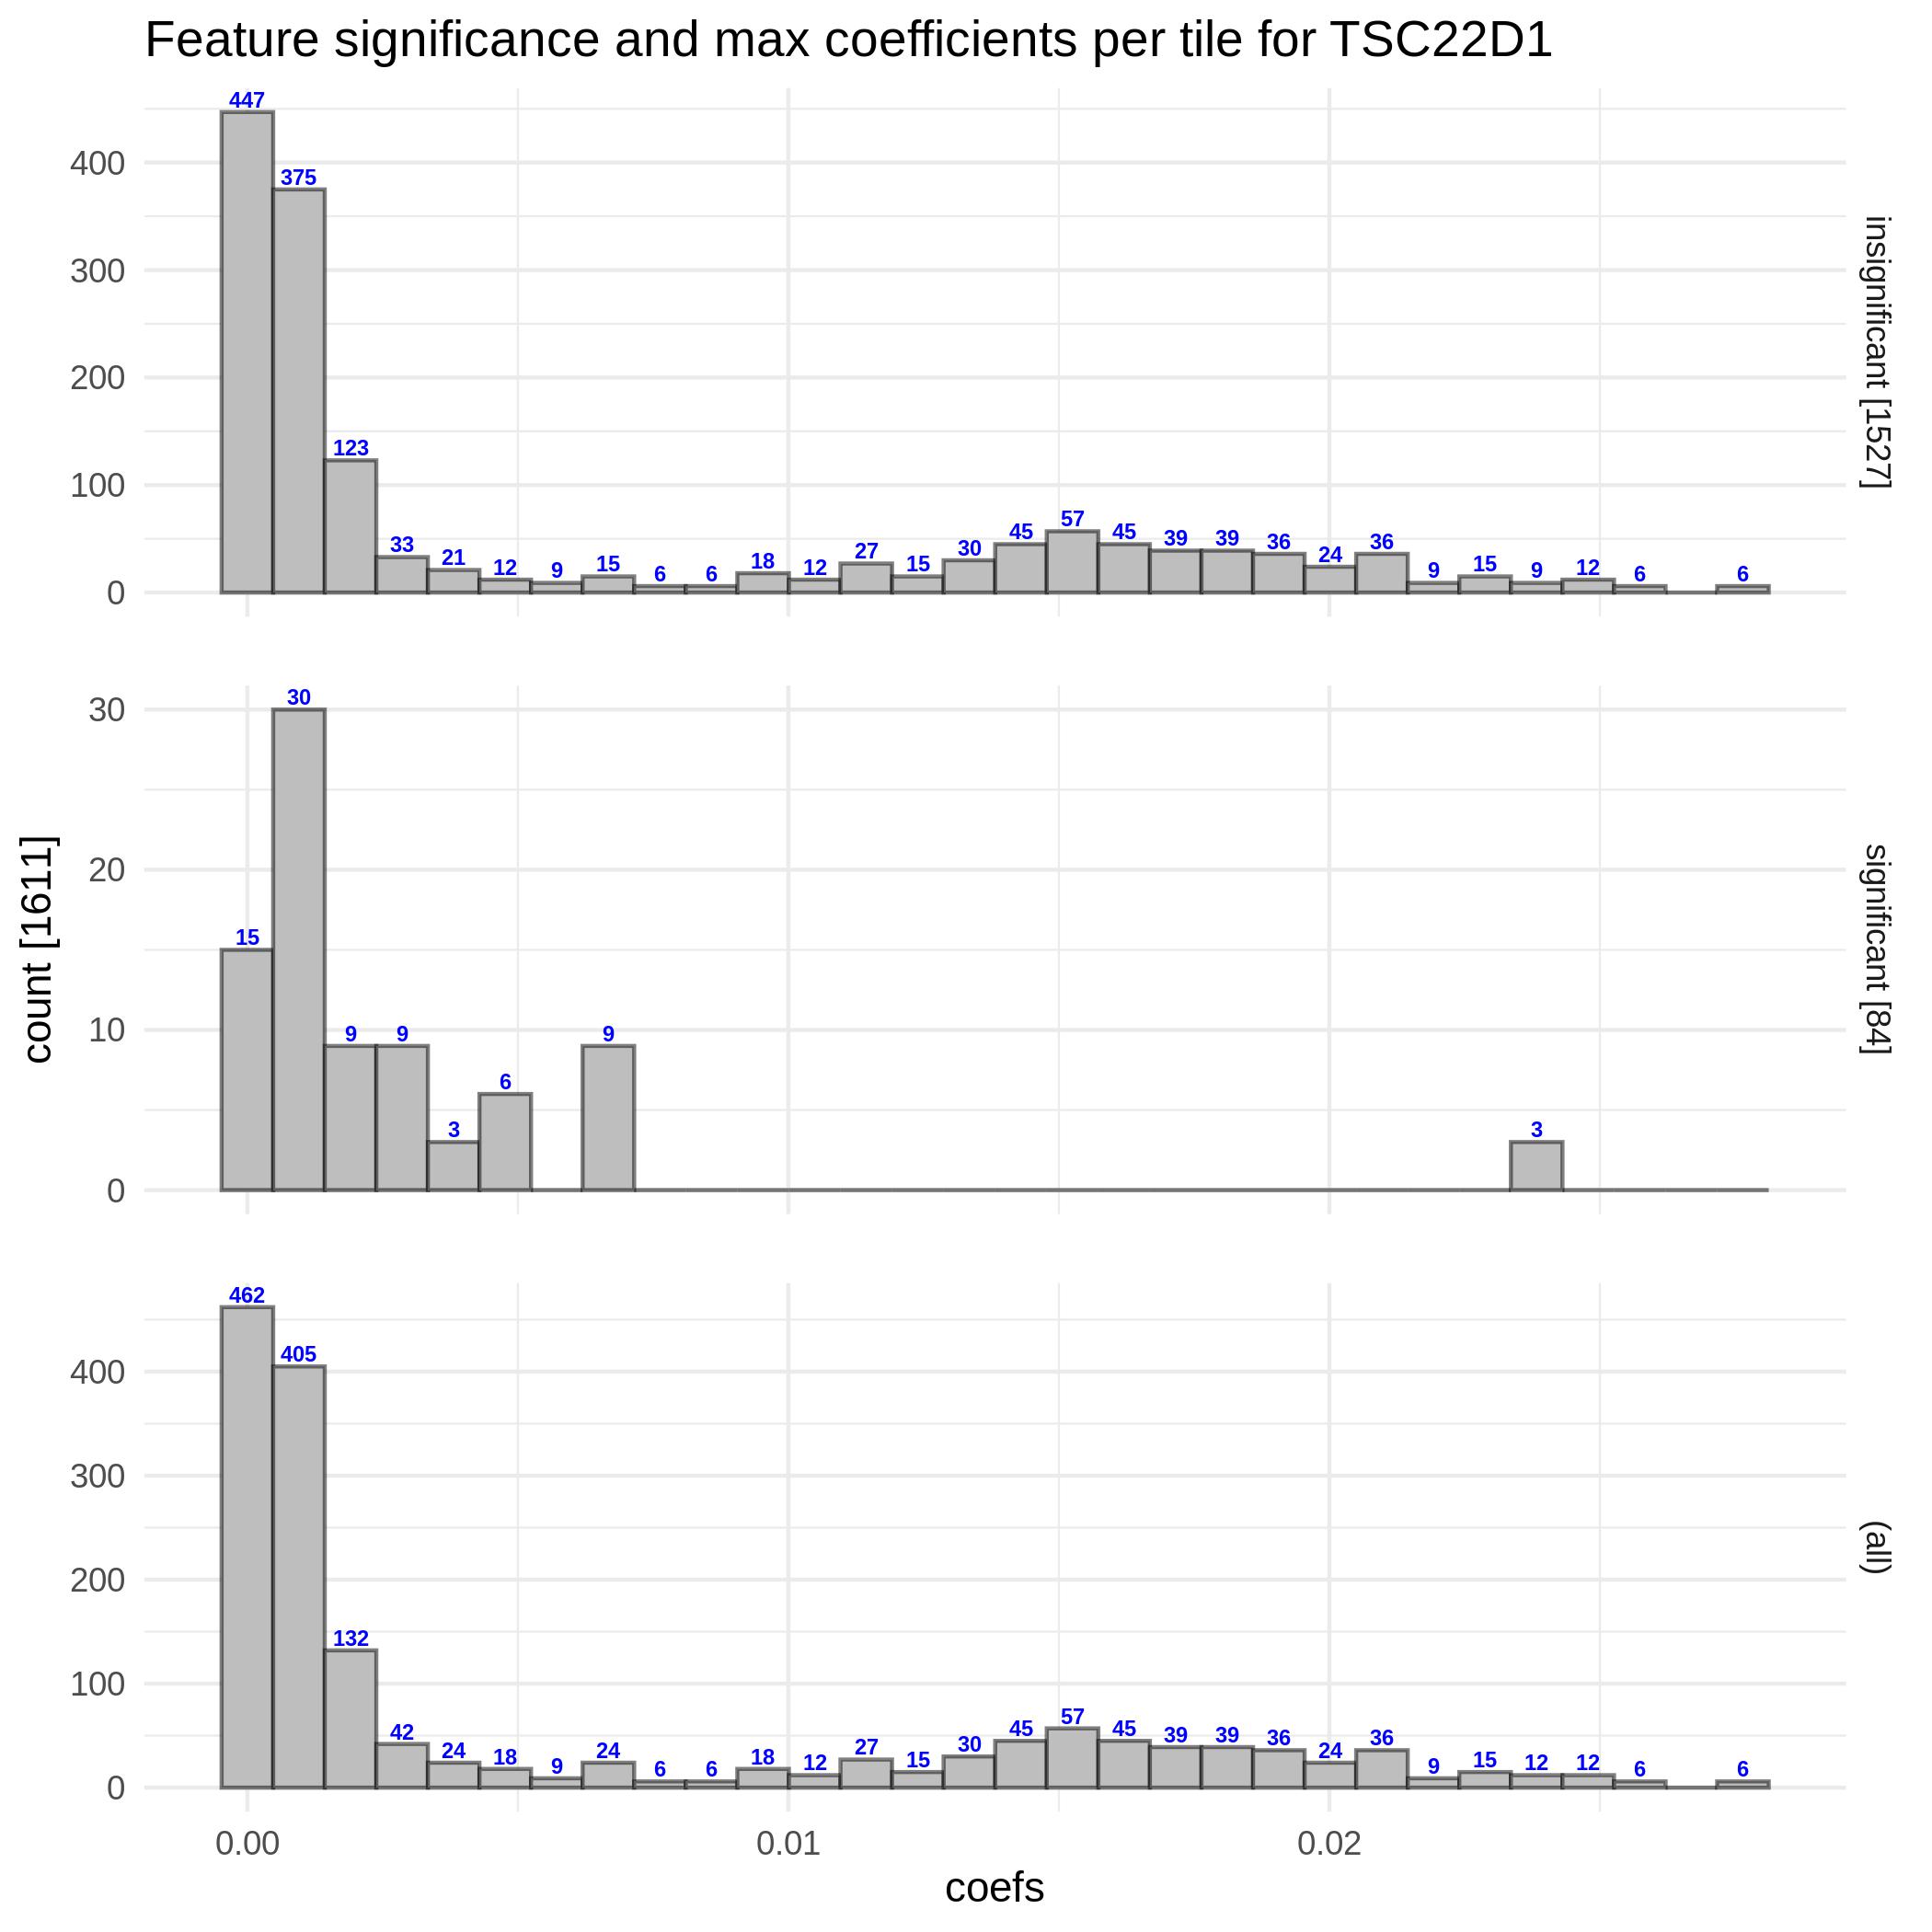 Feature significance and max coefficients per tile for TSC22D1
447
375
123
33 21 12 9 15 6 6 18 12 27 15 30 45 57 45 39 39 36 24 36 9 15 9 12 6 6
400
300
200
100
0
insignificant [1527]
15
30
9 9 3 6 9 3
30
20
10
0
significant [84]
count [1611]
462
405
132
42 24 18 9 24 6 6 18 12 27 15 30 45 57 45 39 39 36 24 36 9 15 12 12 6 6
400
300
200
100
0
(all)
0.00 0.01 0.02
coefs